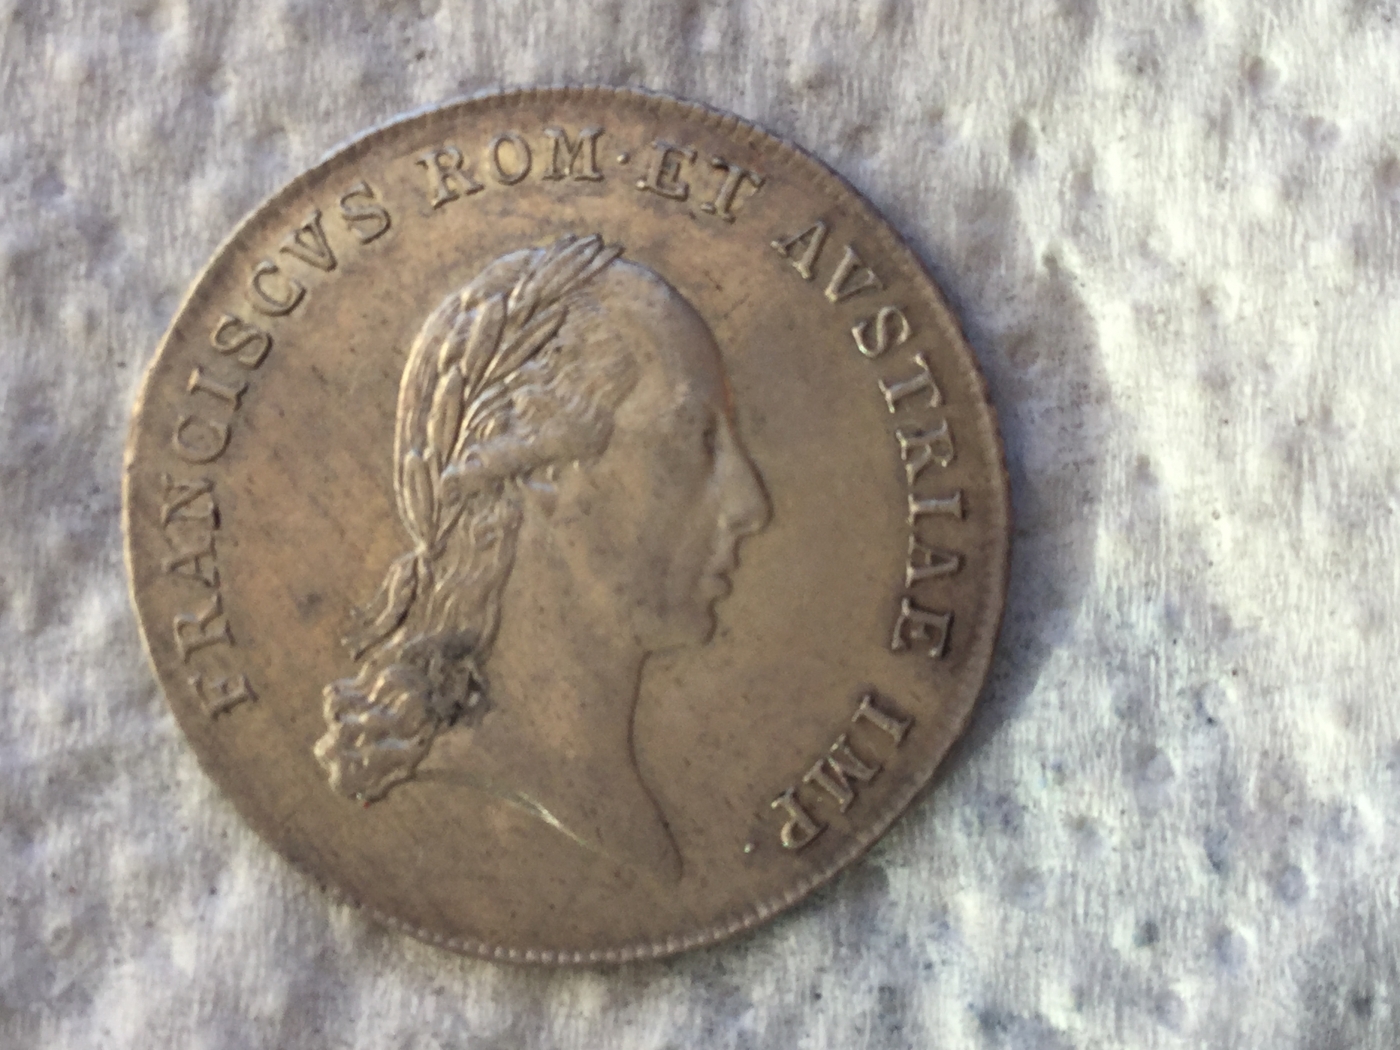 FRANCISCVS ROM · ET AVSTRIAE IMP.